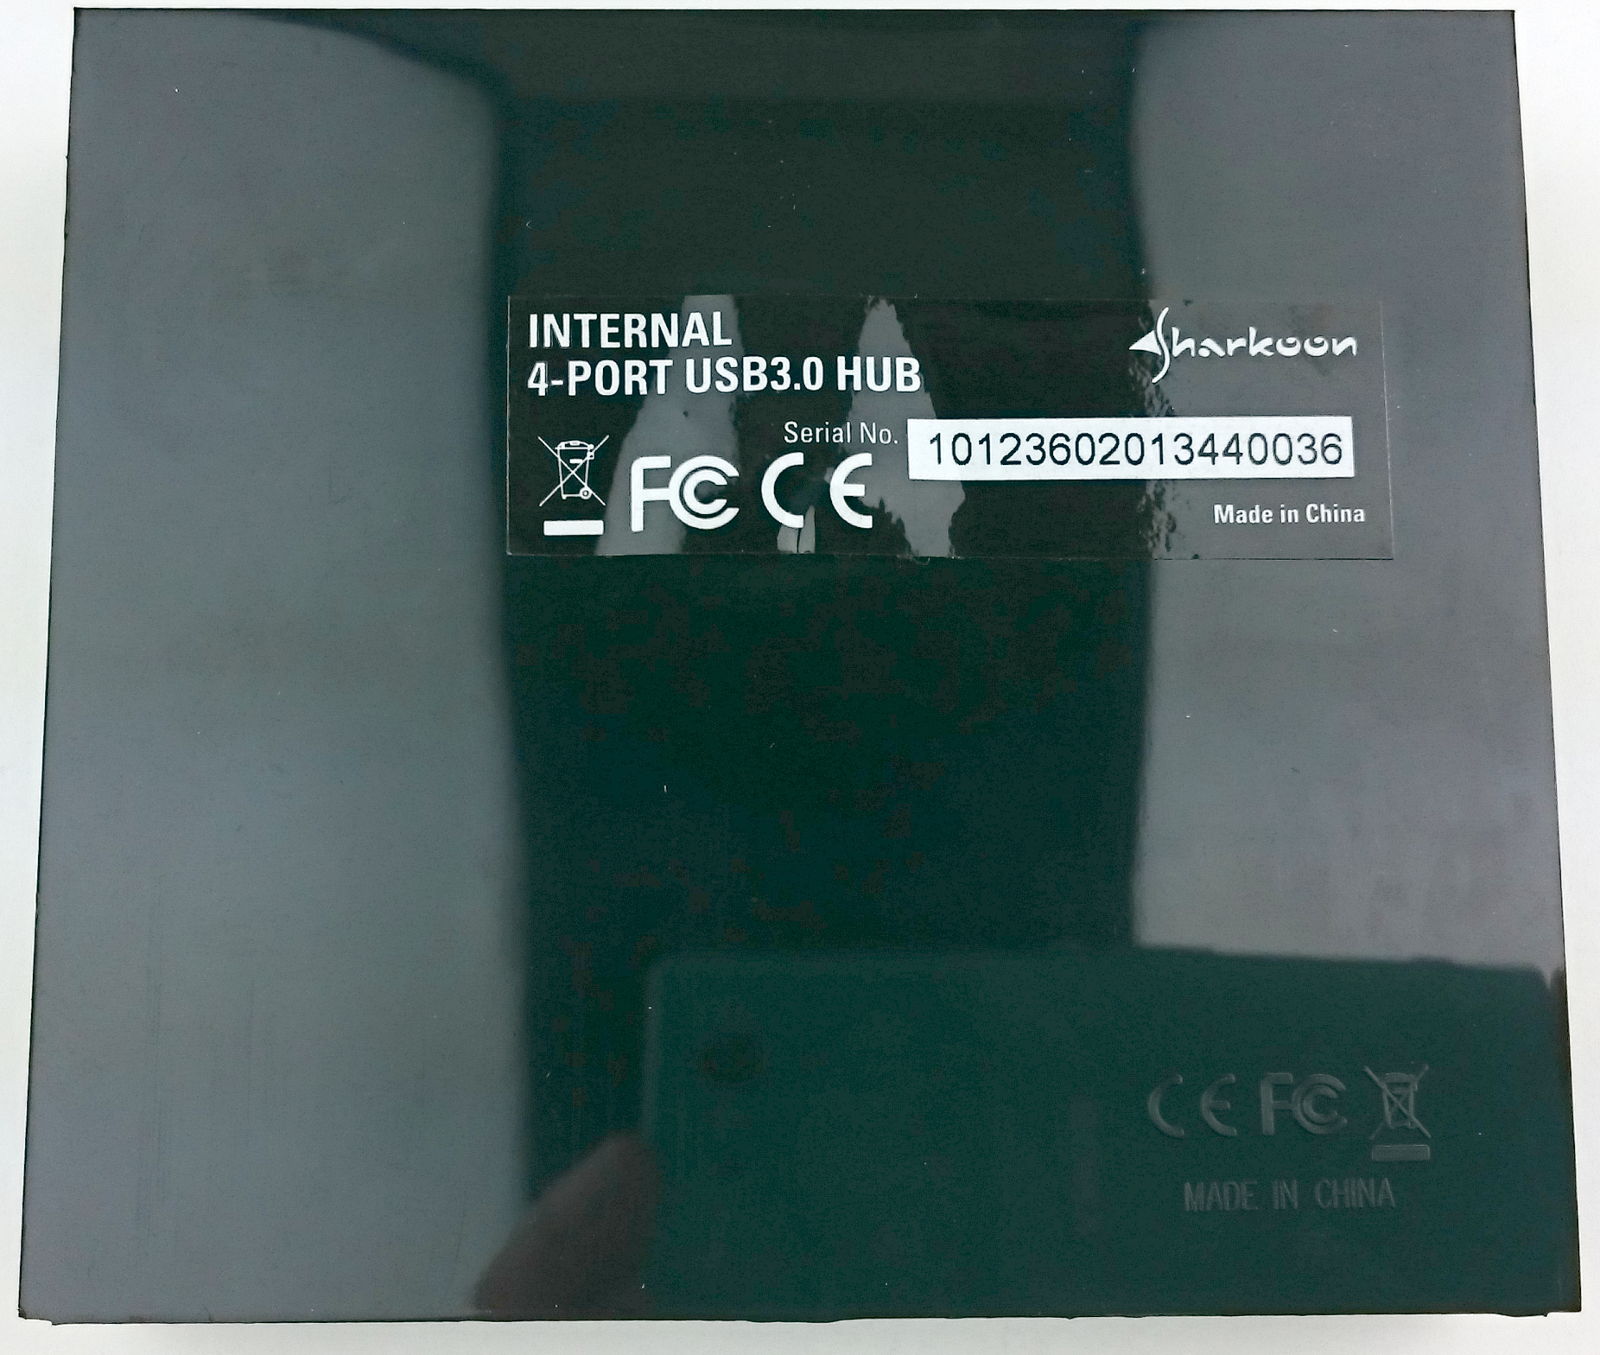 INTERNAL
4-PORT USB3.0 HUB
Sharkoon
Serial No. 10123602013440036
FC CE
Made in China
CE FC
MADE IN CHINA